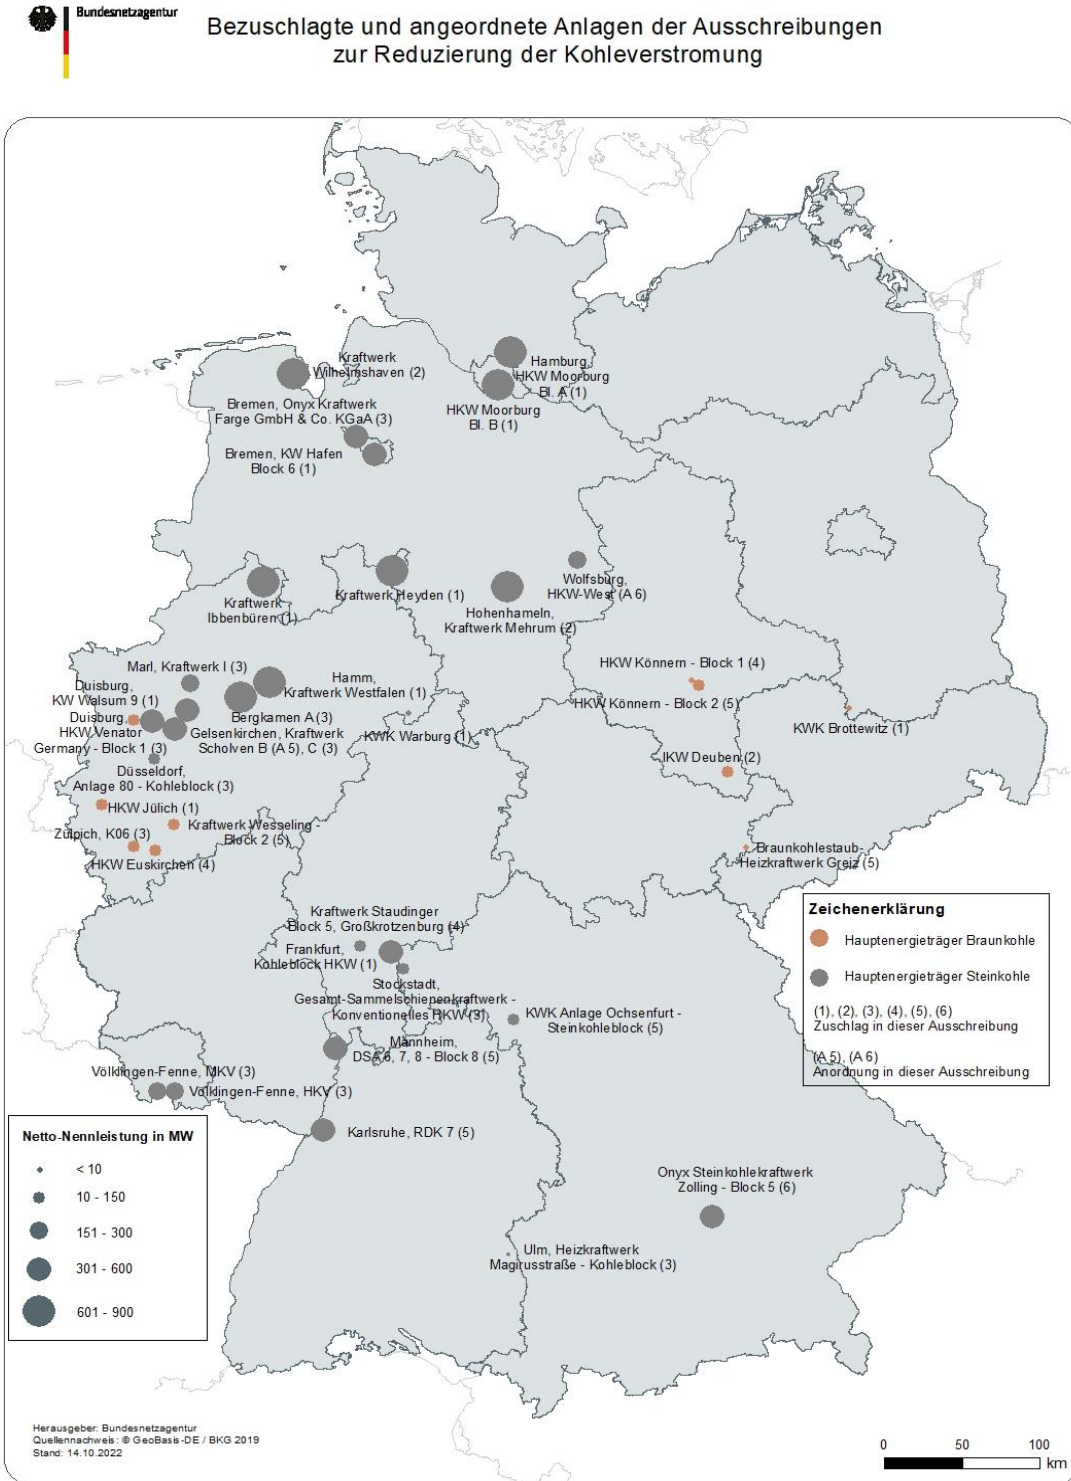 Bundesnetzagentur
Bezuschlagte und angeordnete Anlagen der Ausschreibungen
zur Reduzierung der Kohleverstromung
Kraftwerk
Wilhelmshaven (2)
Hamburg,
HKW Moorburg
Bl. A (1)
HKW Moorburg
Bl. B (1)
Bremen, Onyx Kraftwerk
Farge GmbH & Co. KGaA (3)
Bremen, KW Hafen
Block 6 (1)
Kraftwerk
Ibbenbüren (1)
Kraftwerk Heyden (1)
Wolfsburg,
HKW-West (A 6)
Hohenhameln,
Kraftwerk Mehrum (2)
Marl, Kraftwerk I (3)
Hamm,
Kraftwerk Westfalen (1)
Duisburg,
KW Walsum 9 (1)
Bergkamen A (3)
Duisburg,
HKW Venator
Germany - Block 1 (3)
Gelsenkirchen, Kraftwerk
Scholven B (A 5), C (3)
KWK Warburg (1)
HKW Könnern - Block 1 (4)
HKW Könnern - Block 2 (5)
KWK Brottewitz (1)
IKW Deuben (2)
Düsseldorf,
Anlage 80 - Kohleblock (3)
HKW Jülich (1)
Kraftwerk Wesseling -
Block 2 (5)
Zülpich, K06 (3)
HKW Euskirchen (4)
Braunkohlestaub-
Heizkraftwerk Greiz (5)
Kraftwerk Staudinger
Block 5, Großkrotzenburg (4)
Frankfurt,
Kohleblock HKW (1)
Stockstadt,
Gesamt-Sammelschienenkraftwerk -
Konventionelles HKW (3)
KWK Anlage Ochsenfurt -
Steinkohleblock (5)
Mannheim,
DSA 6, 7, 8 - Block 8 (5)
Völklingen-Fenne, MKV (3)
Völklingen-Fenne, HKV (3)
Karlsruhe, RDK 7 (5)
Onyx Steinkohlekraftwerk
Zolling - Block 5 (6)
Ulm, Heizkraftwerk
Magirusstraße - Kohleblock (3)
Zeichenerklärung
Hauptenergieträger Braunkohle
Hauptenergieträger Steinkohle
(1), (2), (3), (4), (5), (6)
Zuschlag in dieser Ausschreibung
(A 5), (A 6)
Anordnung in dieser Ausschreibung
Netto-Nennleistung in MW
< 10
10 - 150
151 - 300
301 - 600
601 - 900
Herausgeber: Bundesnetzagentur
Quellennachweis: © GeoBasis-DE / BKG 2019
Stand: 14.10.2022
0 50 100
km